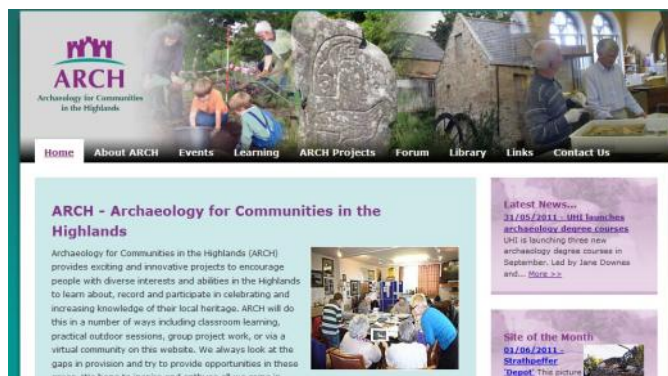 ARCH
Archaeology for Communities
in the Highlands
Home About ARCH Events Learning ARCH Projects Forum Library Links Contact Us
ARCH - Archaeology for Communities in the
Highlands
Archaeology for Communities in the Highlands (ARCH)
provides exciting and innovative projects to encourage
people with diverse interests and abilities in the Highlands
to learn about, record and participate in celebrating and
increasing knowledge of their local heritage. ARCH will do
this in a number of ways including classroom learning,
practical outdoor sessions, group project work, or via a
virtual community on this website. We always look at the
gaps in provision and try to provide opportunities in these
Latest News...
31/05/2011 - UHI launches
archaeology degree courses
UHI is launching three new
archaeology degree courses in
September. Led by Jane Downes
and... More >>
Site of the Month
01/06/2011 -
Strathpeffer
'Depot' This picture